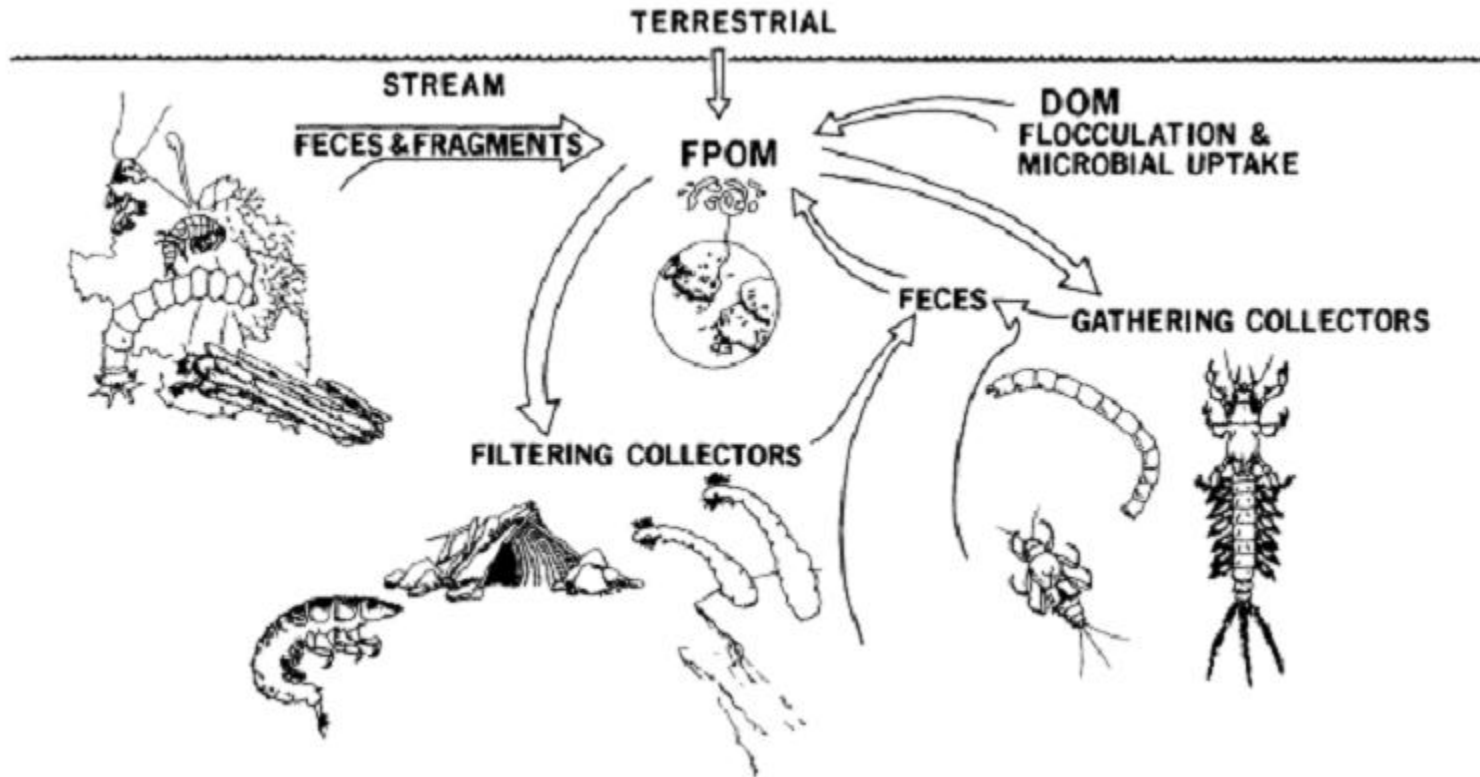 TERRESTRIAL
STREAM
FECES & FRAGMENTS
FPOM
DOM
FLOCCULATION &
MICROBIAL UPTAKE
FECES
GATHERING COLLECTORS
FILTERING COLLECTORS